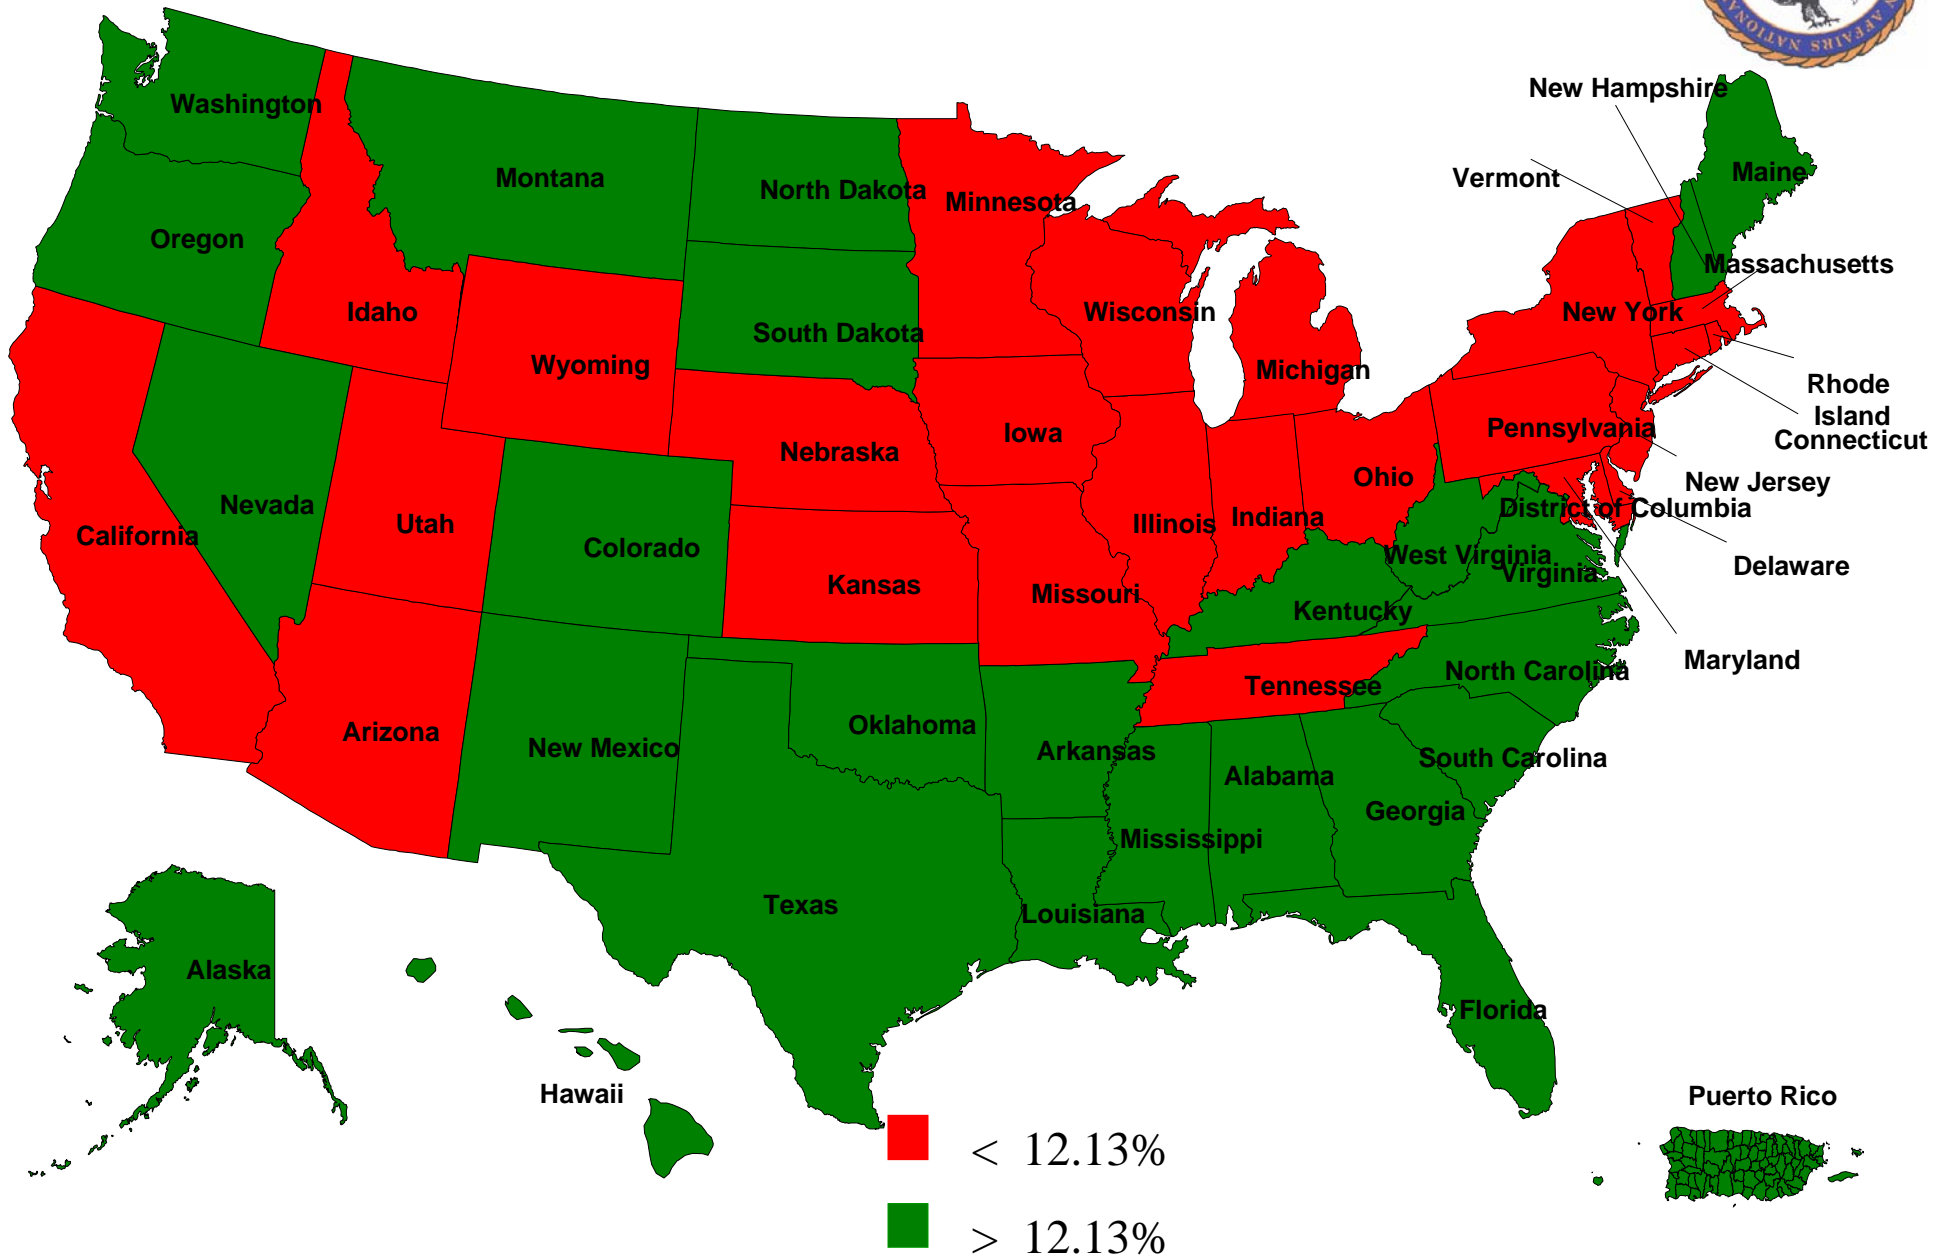 AFFAIRS NATIONA
New Hampshire
Washington
Maine
Montana
Vermont
North Dakota
Minnesota
Oregon
Massachusetts
Idaho
Wisconsin
New York
South Dakota
Wyoming
Michigan
Rhode
Island
Connecticut
Pennsylvania
Iowa
Nebraska
Ohio
New Jersey
Nevada
District of Columbia
Utah
Illinois
Indiana
California
Colorado
West Virginia
Virginia
Delaware
Kansas
Missouri
Kentucky
Maryland
North Carolina
Tennessee
Oklahoma
Arizona
New Mexico
Arkansas
South Carolina
Alabama
Georgia
Mississippi
Texas
Louisiana
Alaska
Florida
Hawaii
Puerto Rico
< 12.13%
> 12.13%